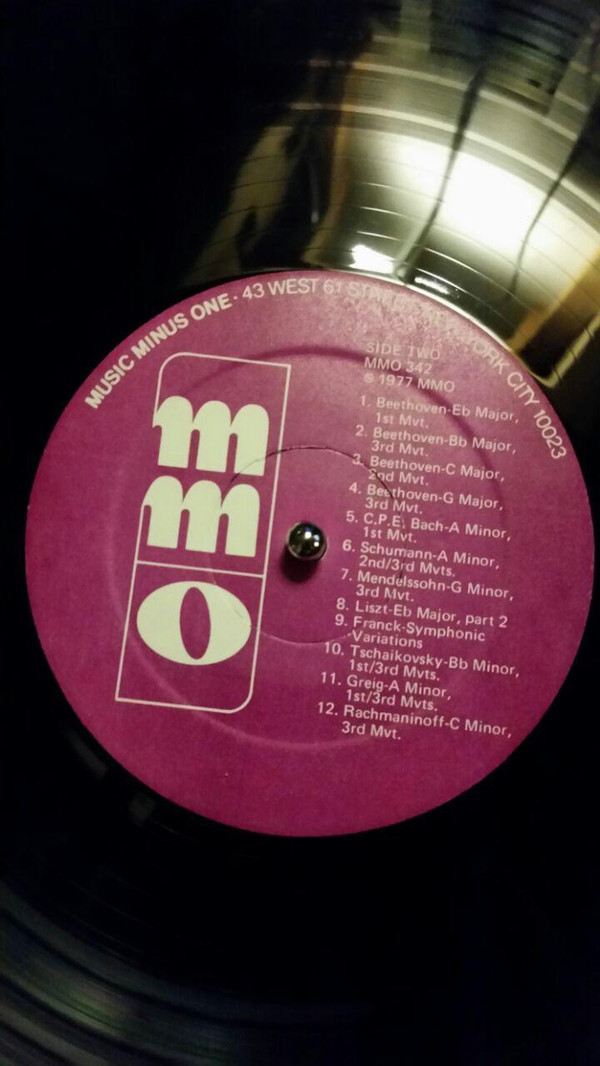 MUSIC MINUS ONE · 43 WEST 61 ST YORK CITY 10023
mmo
SIDE TWO
MMO 342
© 1977 MMO
1. Beethoven-Eb Major,
1st Mvt.
2. Beethoven-Bb Major,
3rd Mvt.
3. Beethoven-C Major,
2nd Mvt.
4. Beethoven-G Major,
3rd Mvt.
5. C.P.E. Bach-A Minor,
1st Mvt.
6. Schumann-A Minor,
2nd/3rd Mvts.
7. Mendelssohn-G Minor,
3rd Mvt.
8. Liszt-Eb Major, part 2
9. Franck-Symphonic
Variations
10. Tschaikovsky-Bb Minor,
1st/3rd Mvts.
11. Greig-A Minor,
1st/3rd Mvts.
12. Rachmaninoff-C Minor,
3rd Mvt.